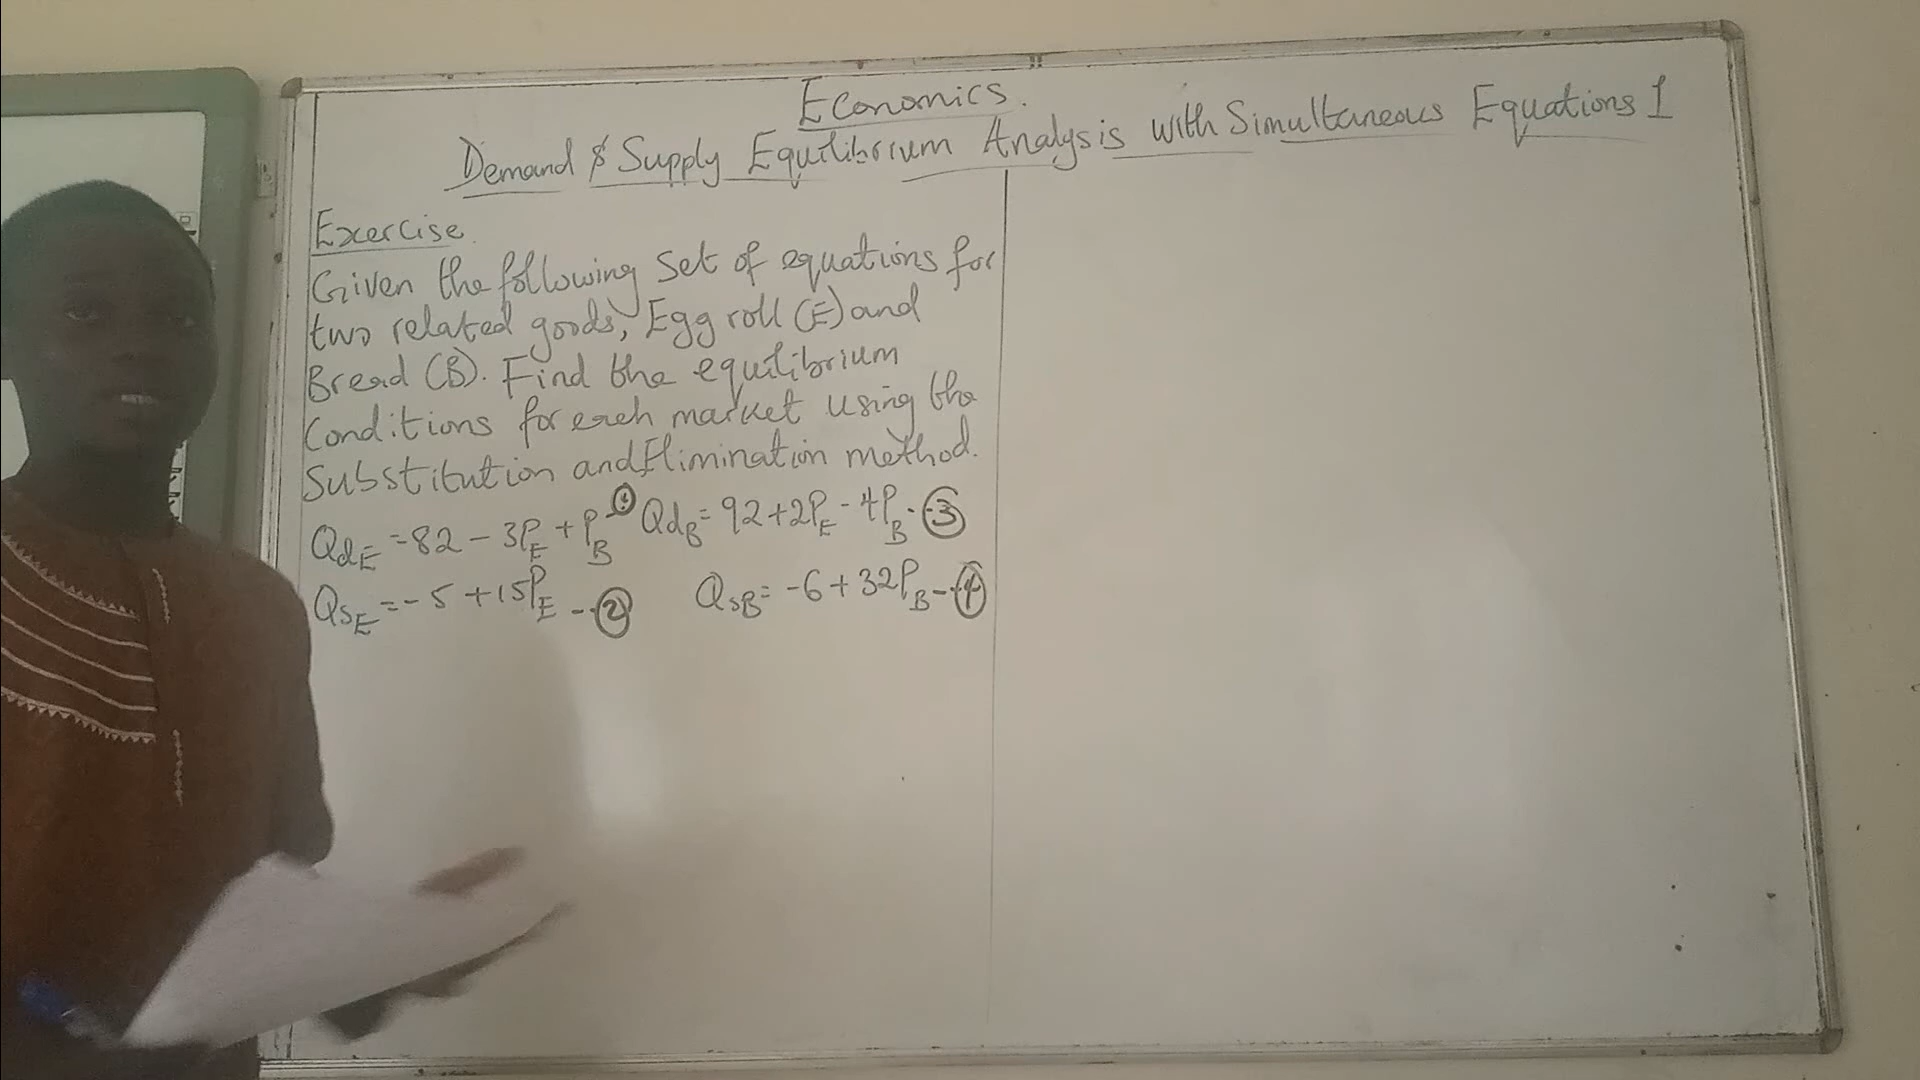 Economics.
Demand & Supply Equilibrium Analysis with Simultaneous Equations 1
Exercise
Given the following set of equations for
two related goods, Egg roll (E) and
Bread (B). Find the equilibrium
Conditions for each market using the
Substitution and Elimination method.
QdE = 82 - 3PE + PB - ① QdB = 92 + 2PE - 4PB - ③
QsE = -5 + 15PE -- ② QsB = -6 + 32PB -- ④